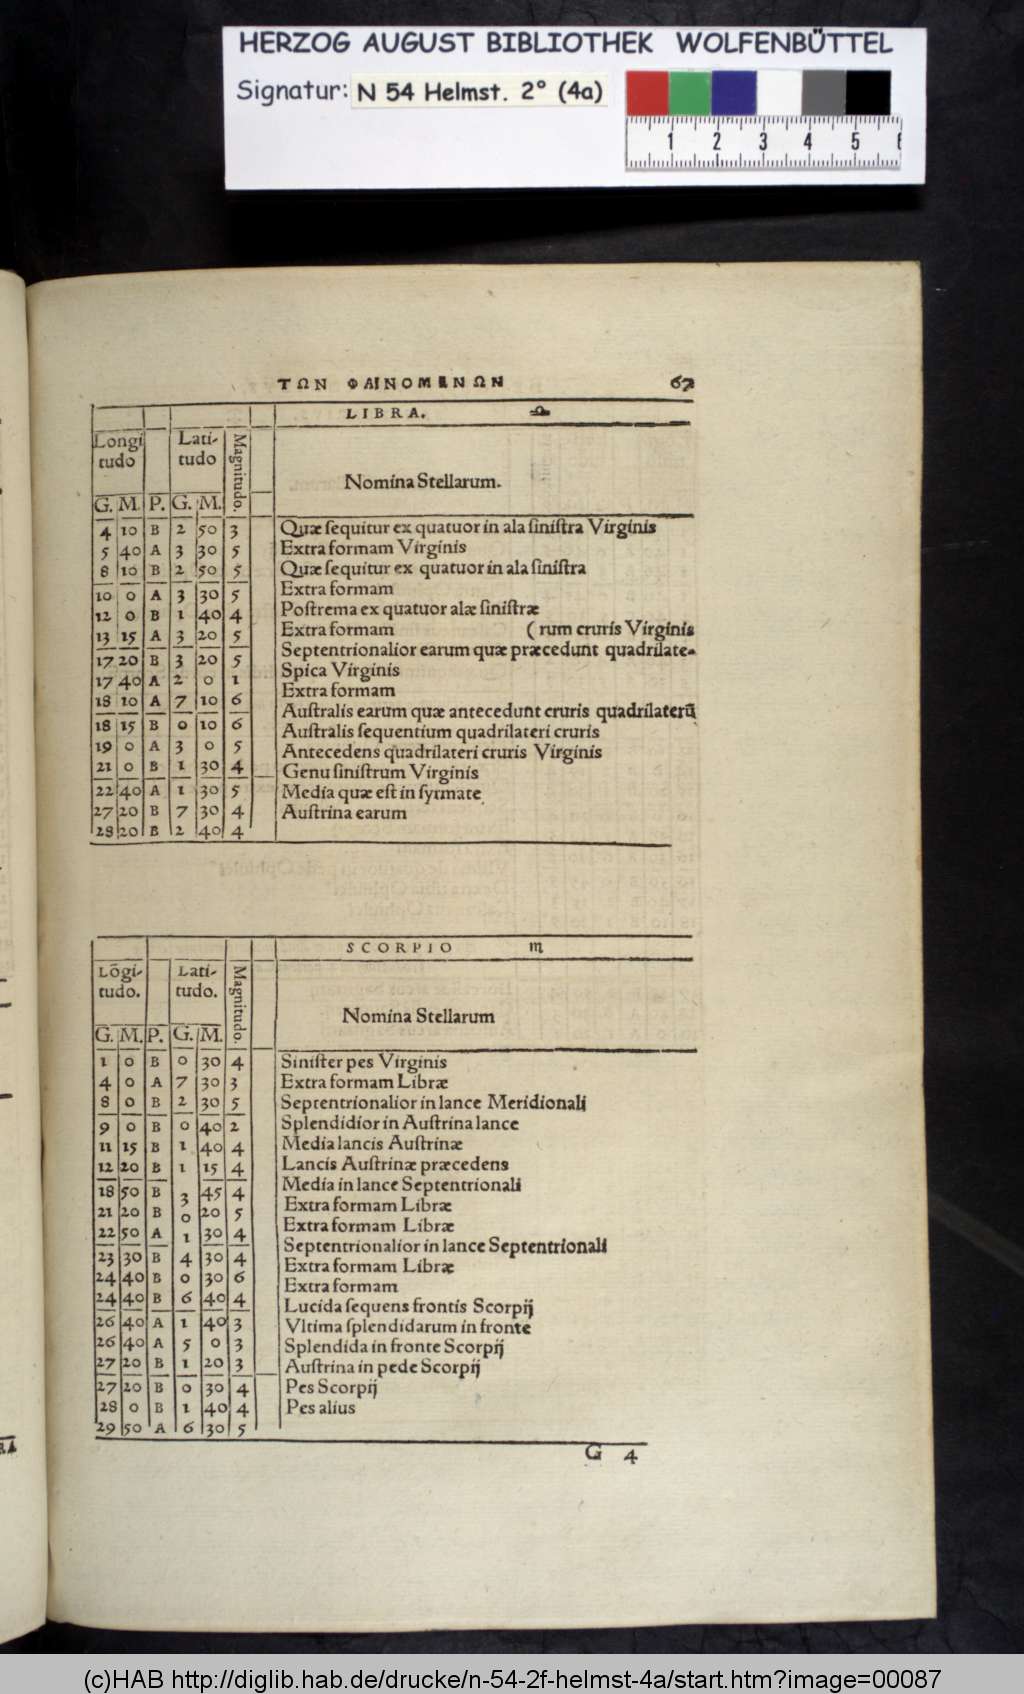 HERZOG AUGUST BIBLIOTHEK WOLFENBÜTTEL
Signatur: N 54 Helmst. 2° (4a)
1 2 3 4 5 6
ΤΩΝ ΦΑΙΝΟΜΕΝΩΝ 67
LIBRA. ♎
Longi Lati- Magnitudo.
tudo tudo
Nomina Stellarum.
G. M. P. G. M.
4 10 B 2 50 3 Quæ ſequitur ex quatuor in ala ſiniſtra Virginis
5 40 A 3 30 5 Extra formam Virginis
8 10 B 2 50 5 Quæ ſequitur ex quatuor in ala ſiniſtra
10 0 A 3 30 5 Extra formam
12 0 B 1 40 4 Poſtrema ex quatuor alæ ſiniſtræ
13 15 A 3 20 5 Extra formam (rum cruris Virginis
17 20 B 3 20 5 Septentrionalior earum quæ præcedunt quadrilate-
17 40 A 2 0 1 Spica Virginis
18 10 A 7 10 6 Extra formam
18 15 B 0 10 6 Auſtralis earum quæ antecedunt cruris quadrilaterũ
19 0 A 3 0 5 Auſtralis ſequentium quadrilateri cruris
21 0 B 1 30 4 Antecedens quadrilateri cruris Virginis
22 40 A 1 30 5 Genu ſiniſtrum Virginis
27 20 B 7 30 4 Media quæ eſt in ſyrmate
28 20 B 2 40 4 Auſtrina earum
SCORPIO ♏
Lõgi- Lati- Magnitudo.
tudo. tudo.
Nomina Stellarum
G. M. P. G. M.
1 0 B 0 30 4 Siniſter pes Virginis
4 0 A 7 30 3 Extra formam Libræ
8 0 B 2 30 5 Septentrionalior in lance Meridionali
9 0 B 0 40 2 Splendidior in Auſtrina lance
11 15 B 1 40 4 Media lancis Auſtrinæ
12 20 B 1 15 4 Lancis Auſtrinæ præcedens
18 50 B 3 45 4 Media in lance Septentrionali
21 20 B 0 20 5 Extra formam Libræ
22 50 A 1 30 4 Extra formam Libræ
23 30 B 4 30 4 Septentrionalior in lance Septentrionali
24 40 B 0 30 6 Extra formam Libræ
24 40 B 6 40 4 Extra formam
26 40 A 1 40 3 Lucida ſequens frontis Scorpij
26 40 A 5 0 3 Vltima ſplendidarum in fronte
27 20 B 1 20 3 Splendida in fronte Scorpij
27 20 B 0 30 4 Auſtrina in pede Scorpij
28 0 B 1 40 4 Pes Scorpij
29 50 A 6 30 5 Pes alius
G 4
(c)HAB http://diglib.hab.de/drucke/n-54-2f-helmst-4a/start.htm?image=00087